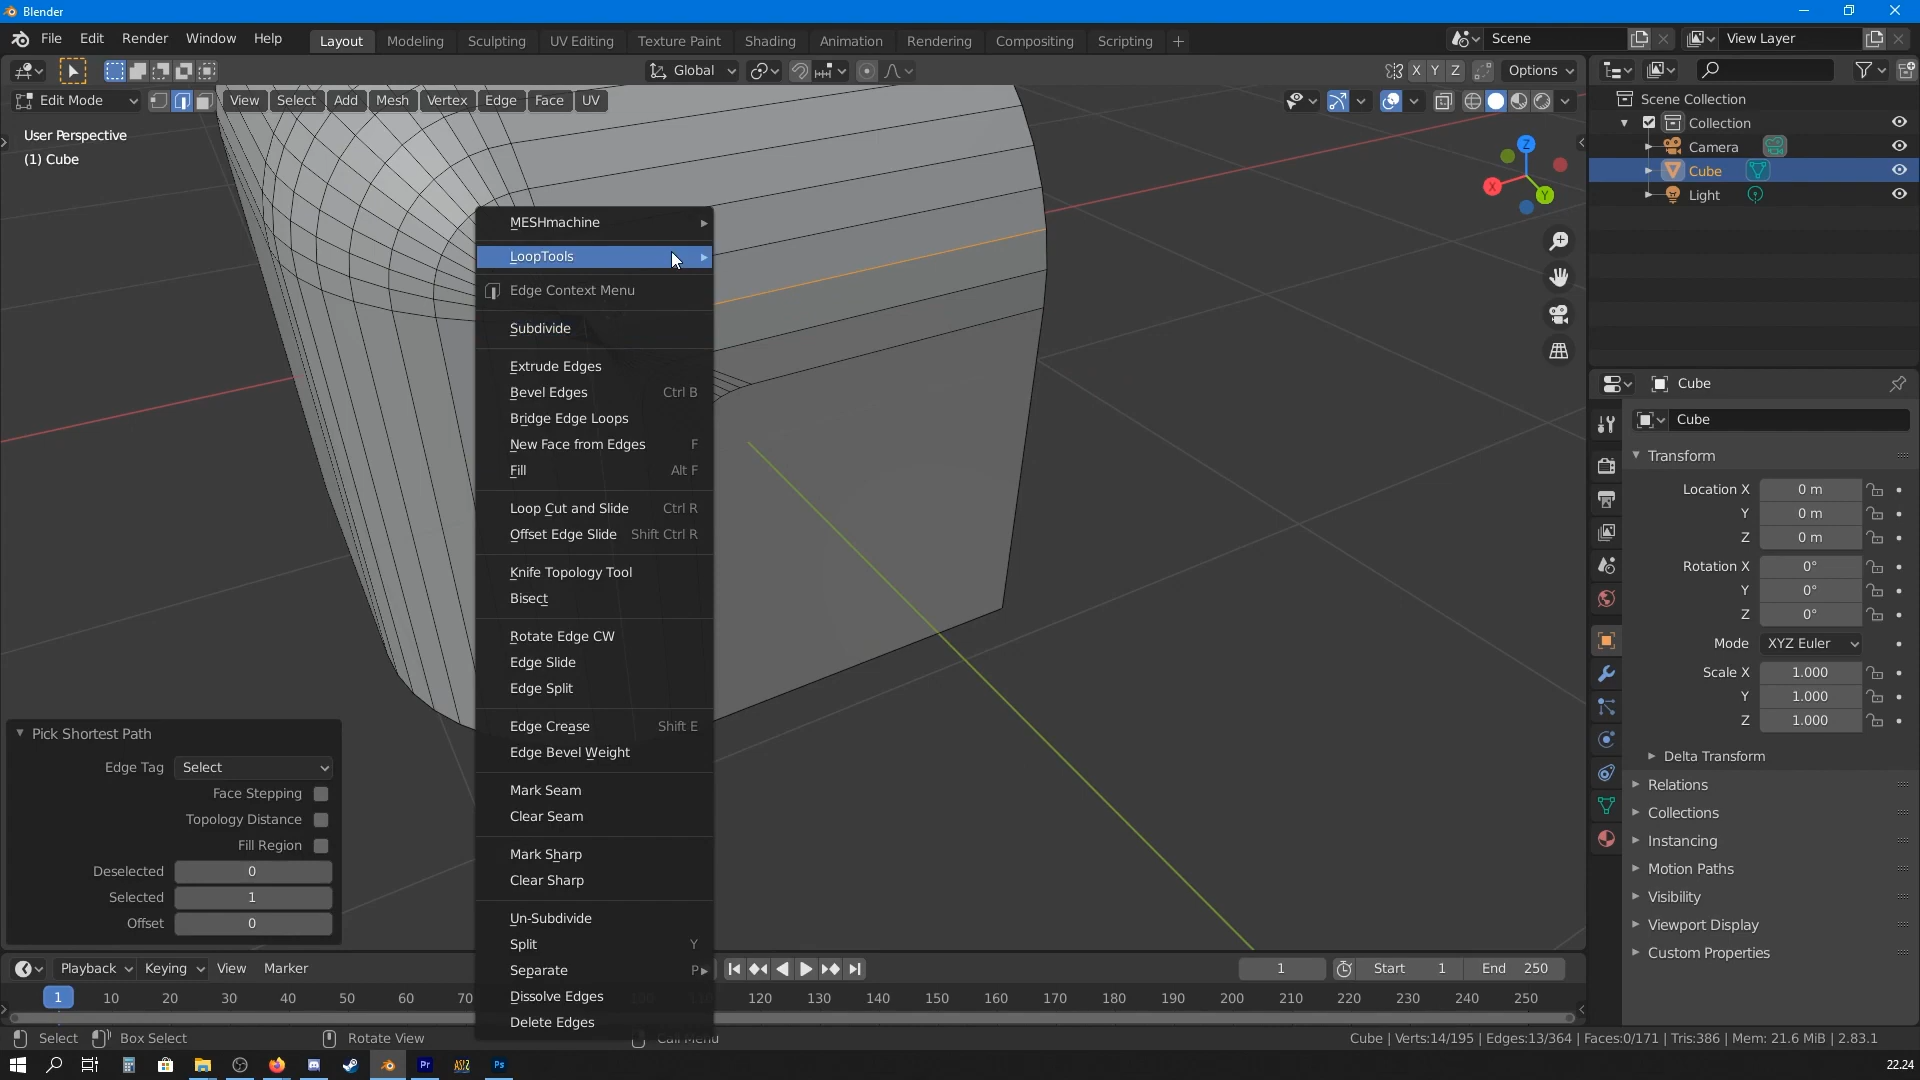 Blender
File Edit Render Window Help
Layout Modeling Sculpting UV Editing Texture Paint Shading Animation Rendering Compositing Scripting +
Scene
View Layer
Global
X Y Z
Options
Edit Mode
View Select Add Mesh Vertex Edge Face UV
User Perspective
(1) Cube
Z
X
Y
MESHmachine
LoopTools
Edge Context Menu
Subdivide
Extrude Edges
Bevel Edges Ctrl B
Bridge Edge Loops
New Face from Edges F
Fill Alt F
Loop Cut and Slide Ctrl R
Offset Edge Slide Shift Ctrl R
Knife Topology Tool
Bisect
Rotate Edge CW
Edge Slide
Edge Split
Edge Crease Shift E
Edge Bevel Weight
Mark Seam
Clear Seam
Mark Sharp
Clear Sharp
Un-Subdivide
Split Y
Separate P
Dissolve Edges
Delete Edges
Pick Shortest Path
Edge Tag Select
Face Stepping
Topology Distance
Fill Region
Deselected 0
Selected 1
Offset 0
Scene Collection
Collection
Camera
Cube
Light
Cube
Cube
Transform
Location X 0 m
Y 0 m
Z 0 m
Rotation X 0°
Y 0°
Z 0°
Mode XYZ Euler
Scale X 1.000
Y 1.000
Z 1.000
Delta Transform
Relations
Collections
Instancing
Motion Paths
Visibility
Viewport Display
Custom Properties
Playback Keying View Marker
1 Start 1 End 250
1 10 20 30 40 50 60 70 120 130 140 150 160 170 180 190 200 210 220 230 240 250
Select Box Select Rotate View Call Menu
Cube | Verts:14/195 | Edges:13/364 | Faces:0/171 | Tris:386 | Mem: 21.6 MiB | 2.83.1
Pr
Ps
22.24